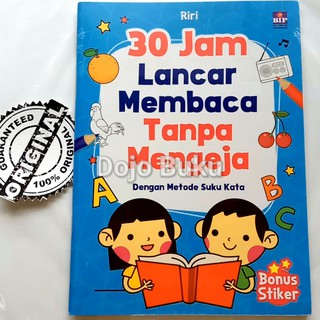 Riri
BIP
30 Jam
Lancar
Membaca
Tanpa
Mengeja
Dojo Buku
Dengan Metode Suku Kata
A
B
C
Bonus
Stiker
GUARANTEED
ORIGINAL
100%
ORIGINAL